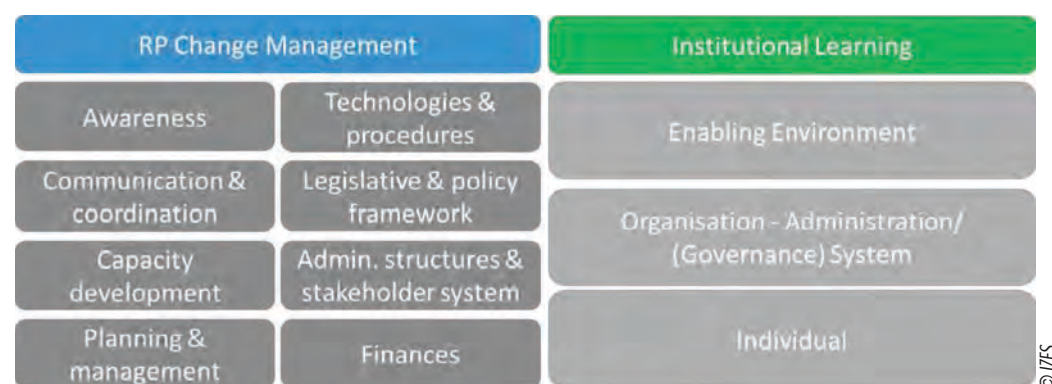 RP Change Management
Institutional Learning
Awareness
Technologies &
procedures
Communication &
coordination
Legislative & policy
framework
Capacity
development
Admin. structures &
stakeholder system
Planning &
management
Finances
Enabling Environment
Organisation - Administration/
(Governance) System
Individual
© IZES